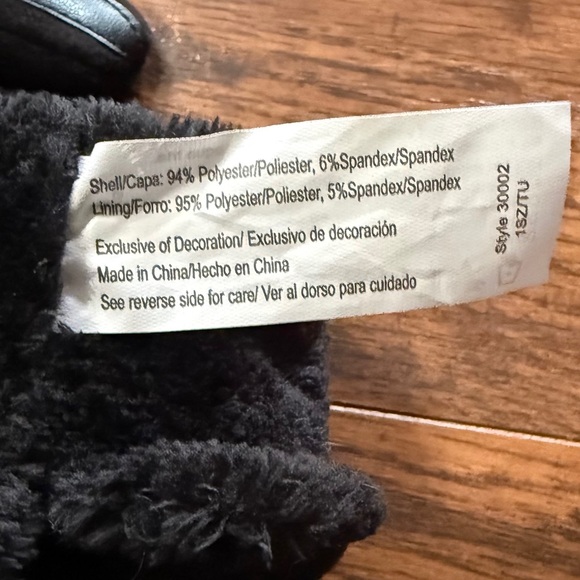 Shell/Capa: 94% Polyester/Poliester, 6%Spandex/Spandex
Lining/Forro: 95% Polyester/Poliester, 5%Spandex/Spandex
Exclusive of Decoration/ Exclusivo de decoración
Made in China/Hecho en China
See reverse side for care/ Ver al dorso para cuidado
Style 30002
1SZ/TU